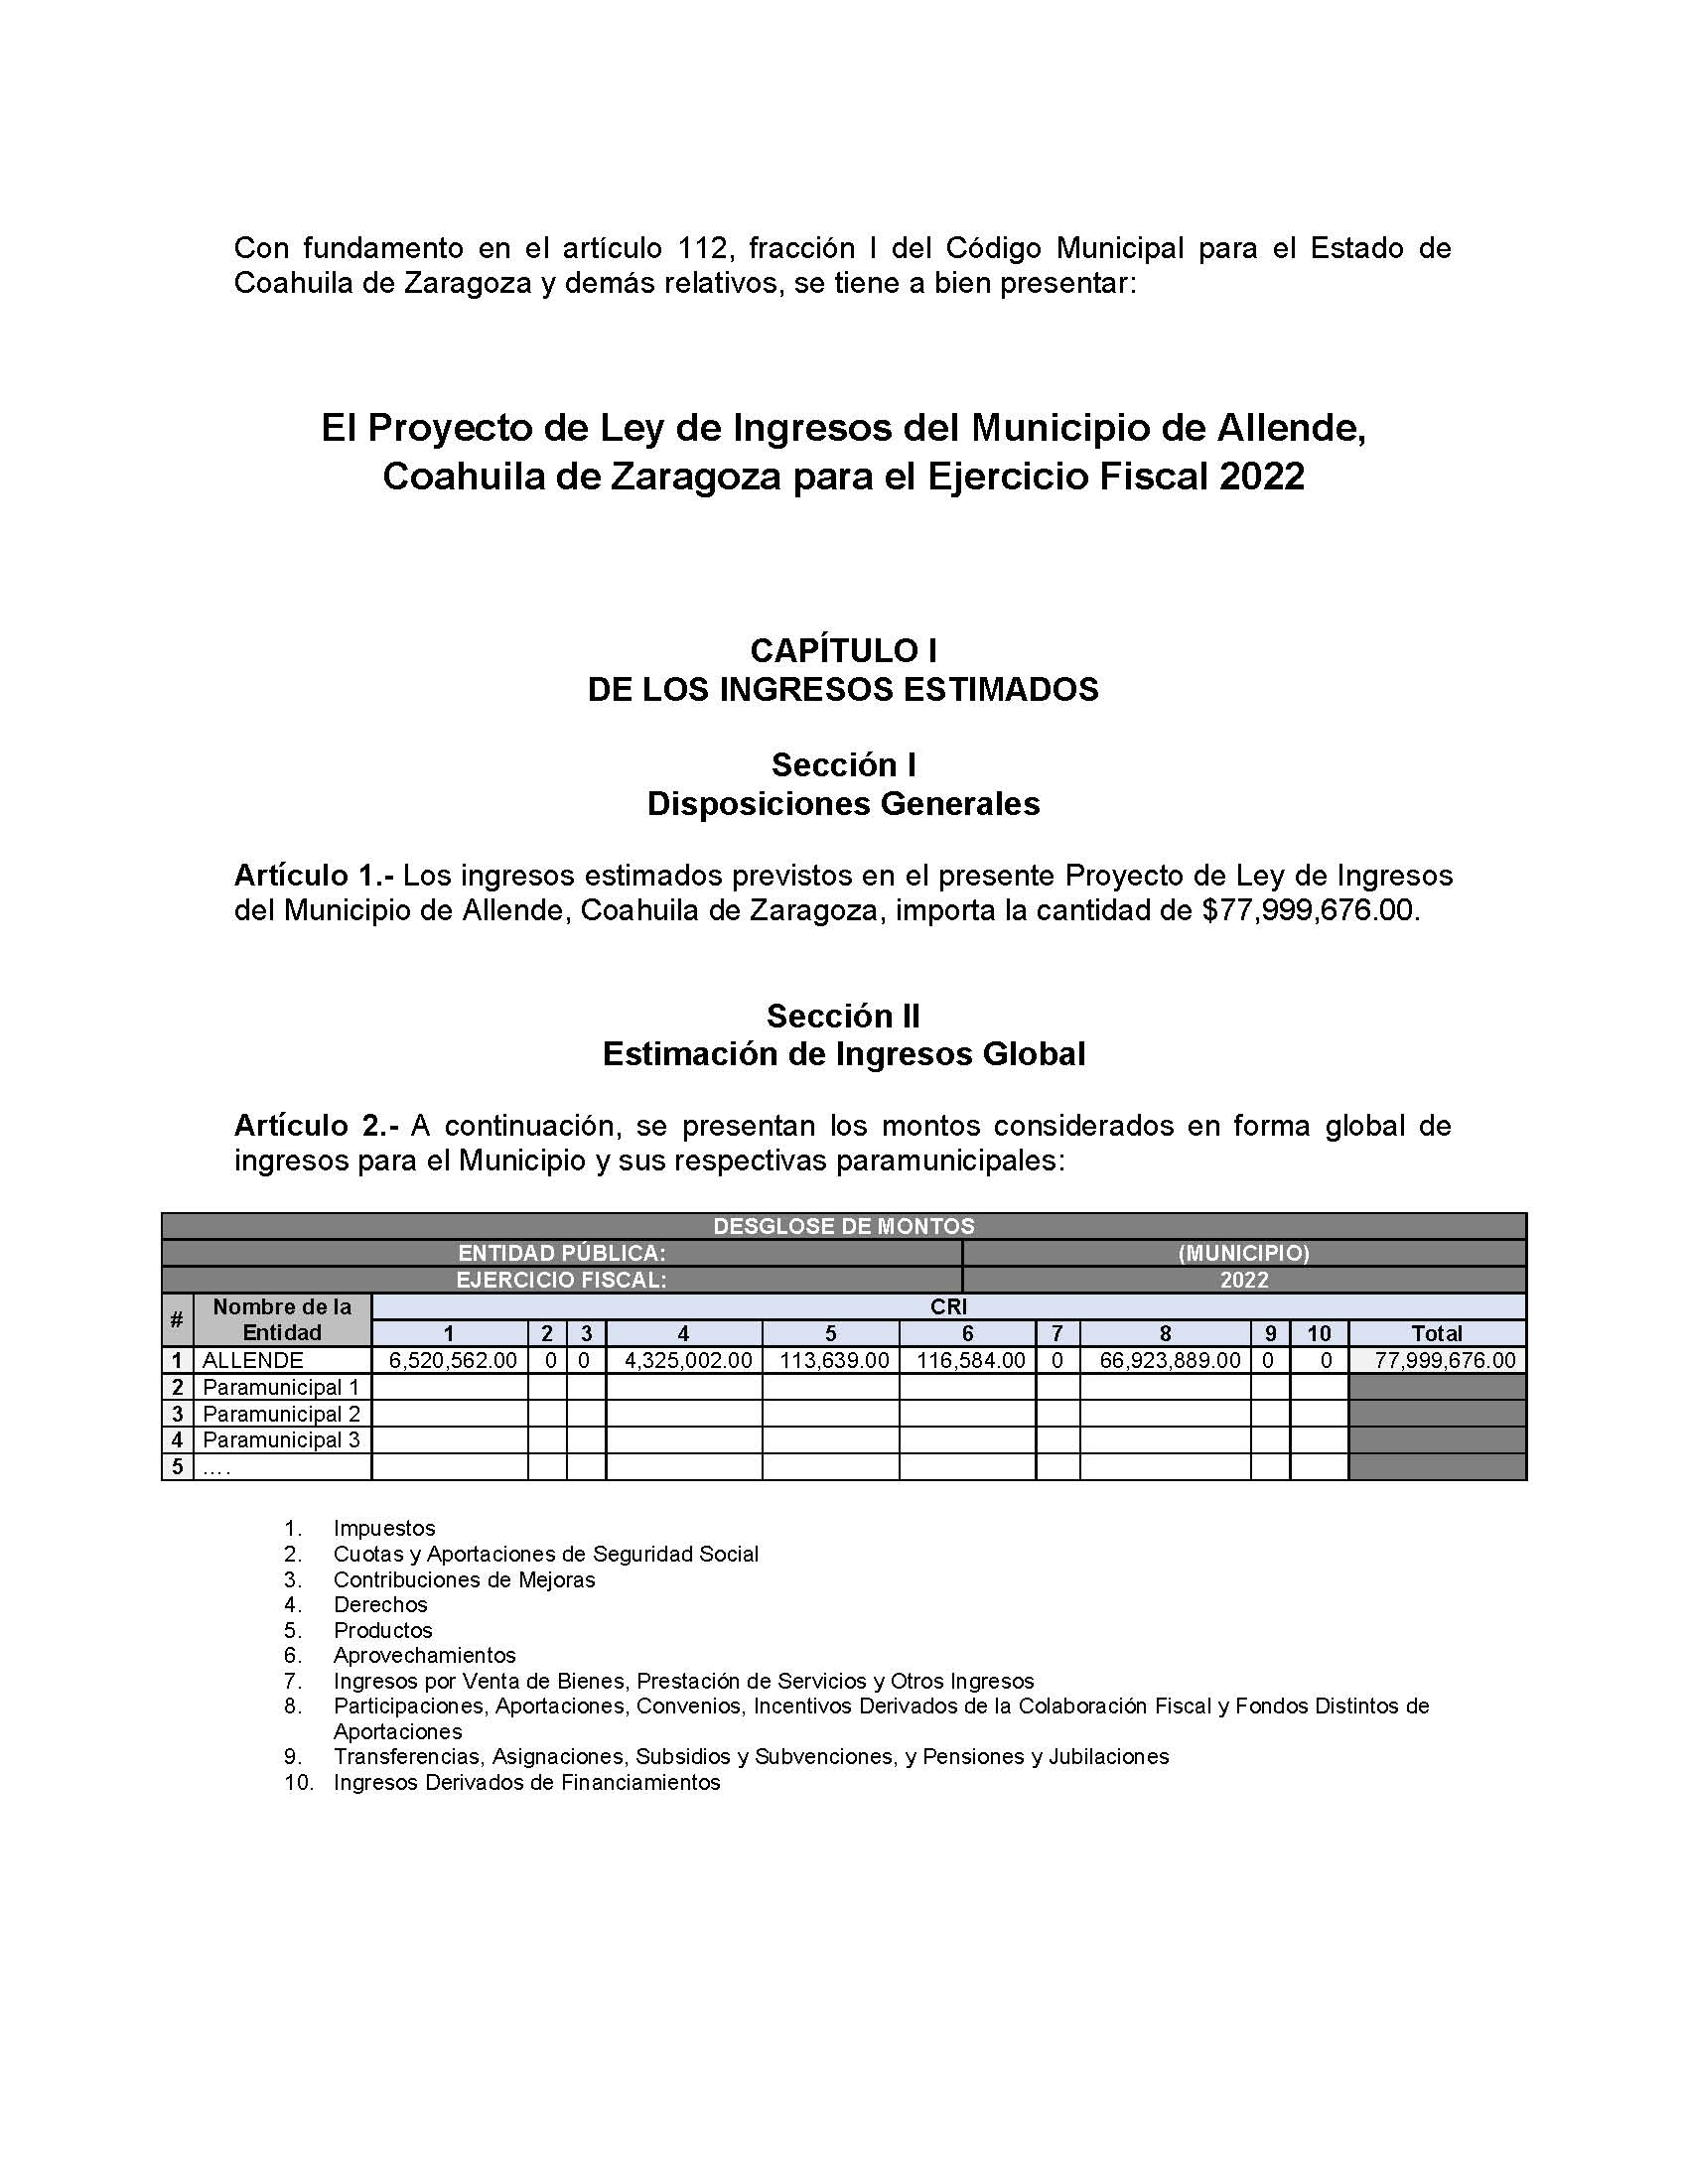 Con fundamento en el artículo 112, fracción I del Código Municipal para el Estado de
Coahuila de Zaragoza y demás relativos, se tiene a bien presentar:
El Proyecto de Ley de Ingresos del Municipio de Allende,
Coahuila de Zaragoza para el Ejercicio Fiscal 2022
CAPÍTULO I
DE LOS INGRESOS ESTIMADOS
Sección I
Disposiciones Generales
Artículo 1.- Los ingresos estimados previstos en el presente Proyecto de Ley de Ingresos
del Municipio de Allende, Coahuila de Zaragoza, importa la cantidad de $77,999,676.00.
Sección II
Estimación de Ingresos Global
Artículo 2.- A continuación, se presentan los montos considerados en forma global de
ingresos para el Municipio y sus respectivas paramunicipales:
DESGLOSE DE MONTOS
ENTIDAD PÚBLICA: (MUNICIPIO)
EJERCICIO FISCAL: 2022
# Nombre de la Entidad CRI
1 2 3 4 5 6 7 8 9 10 Total
1 ALLENDE 6,520,562.00 0 0 4,325,002.00 113,639.00 116,584.00 0 66,923,889.00 0 0 77,999,676.00
2 Paramunicipal 1
3 Paramunicipal 2
4 Paramunicipal 3
5 ….
1. Impuestos
2. Cuotas y Aportaciones de Seguridad Social
3. Contribuciones de Mejoras
4. Derechos
5. Productos
6. Aprovechamientos
7. Ingresos por Venta de Bienes, Prestación de Servicios y Otros Ingresos
8. Participaciones, Aportaciones, Convenios, Incentivos Derivados de la Colaboración Fiscal y Fondos Distintos de
Aportaciones
9. Transferencias, Asignaciones, Subsidios y Subvenciones, y Pensiones y Jubilaciones
10. Ingresos Derivados de Financiamientos